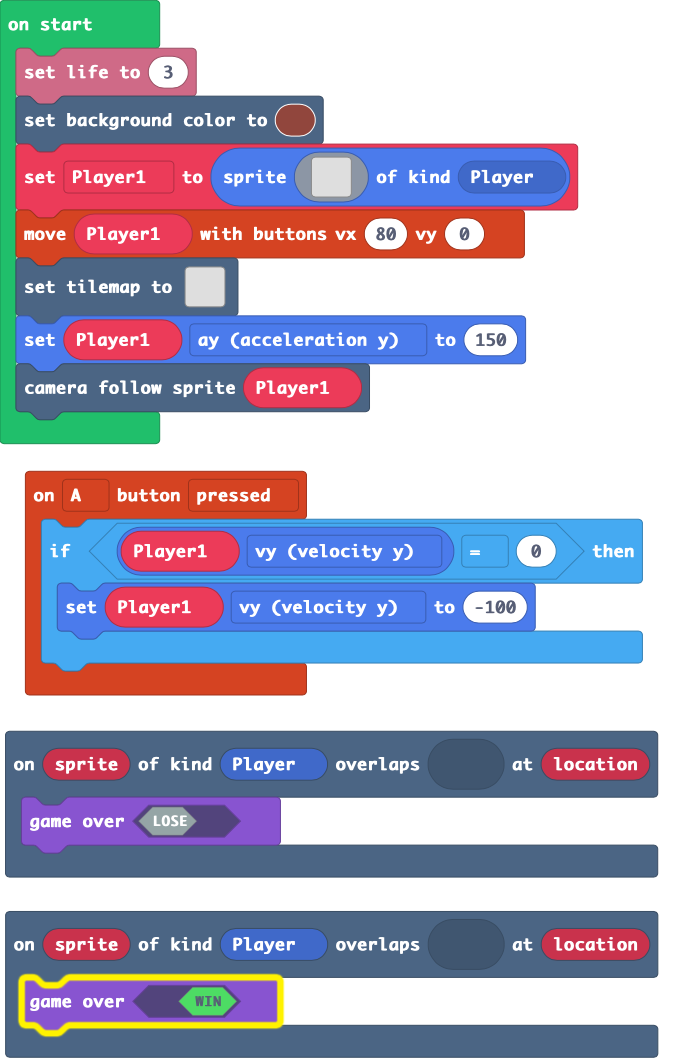 on start
set life to 3
set background color to
set Player1 to sprite of kind Player
move Player1 with buttons vx 80 vy 0
set tilemap to
set Player1 ay (acceleration y) to 150
camera follow sprite Player1
on A button pressed
if Player1 vy (velocity y) = 0 then
set Player1 vy (velocity y) to -100
on sprite of kind Player overlaps at location
game over LOSE
on sprite of kind Player overlaps at location
game over WIN